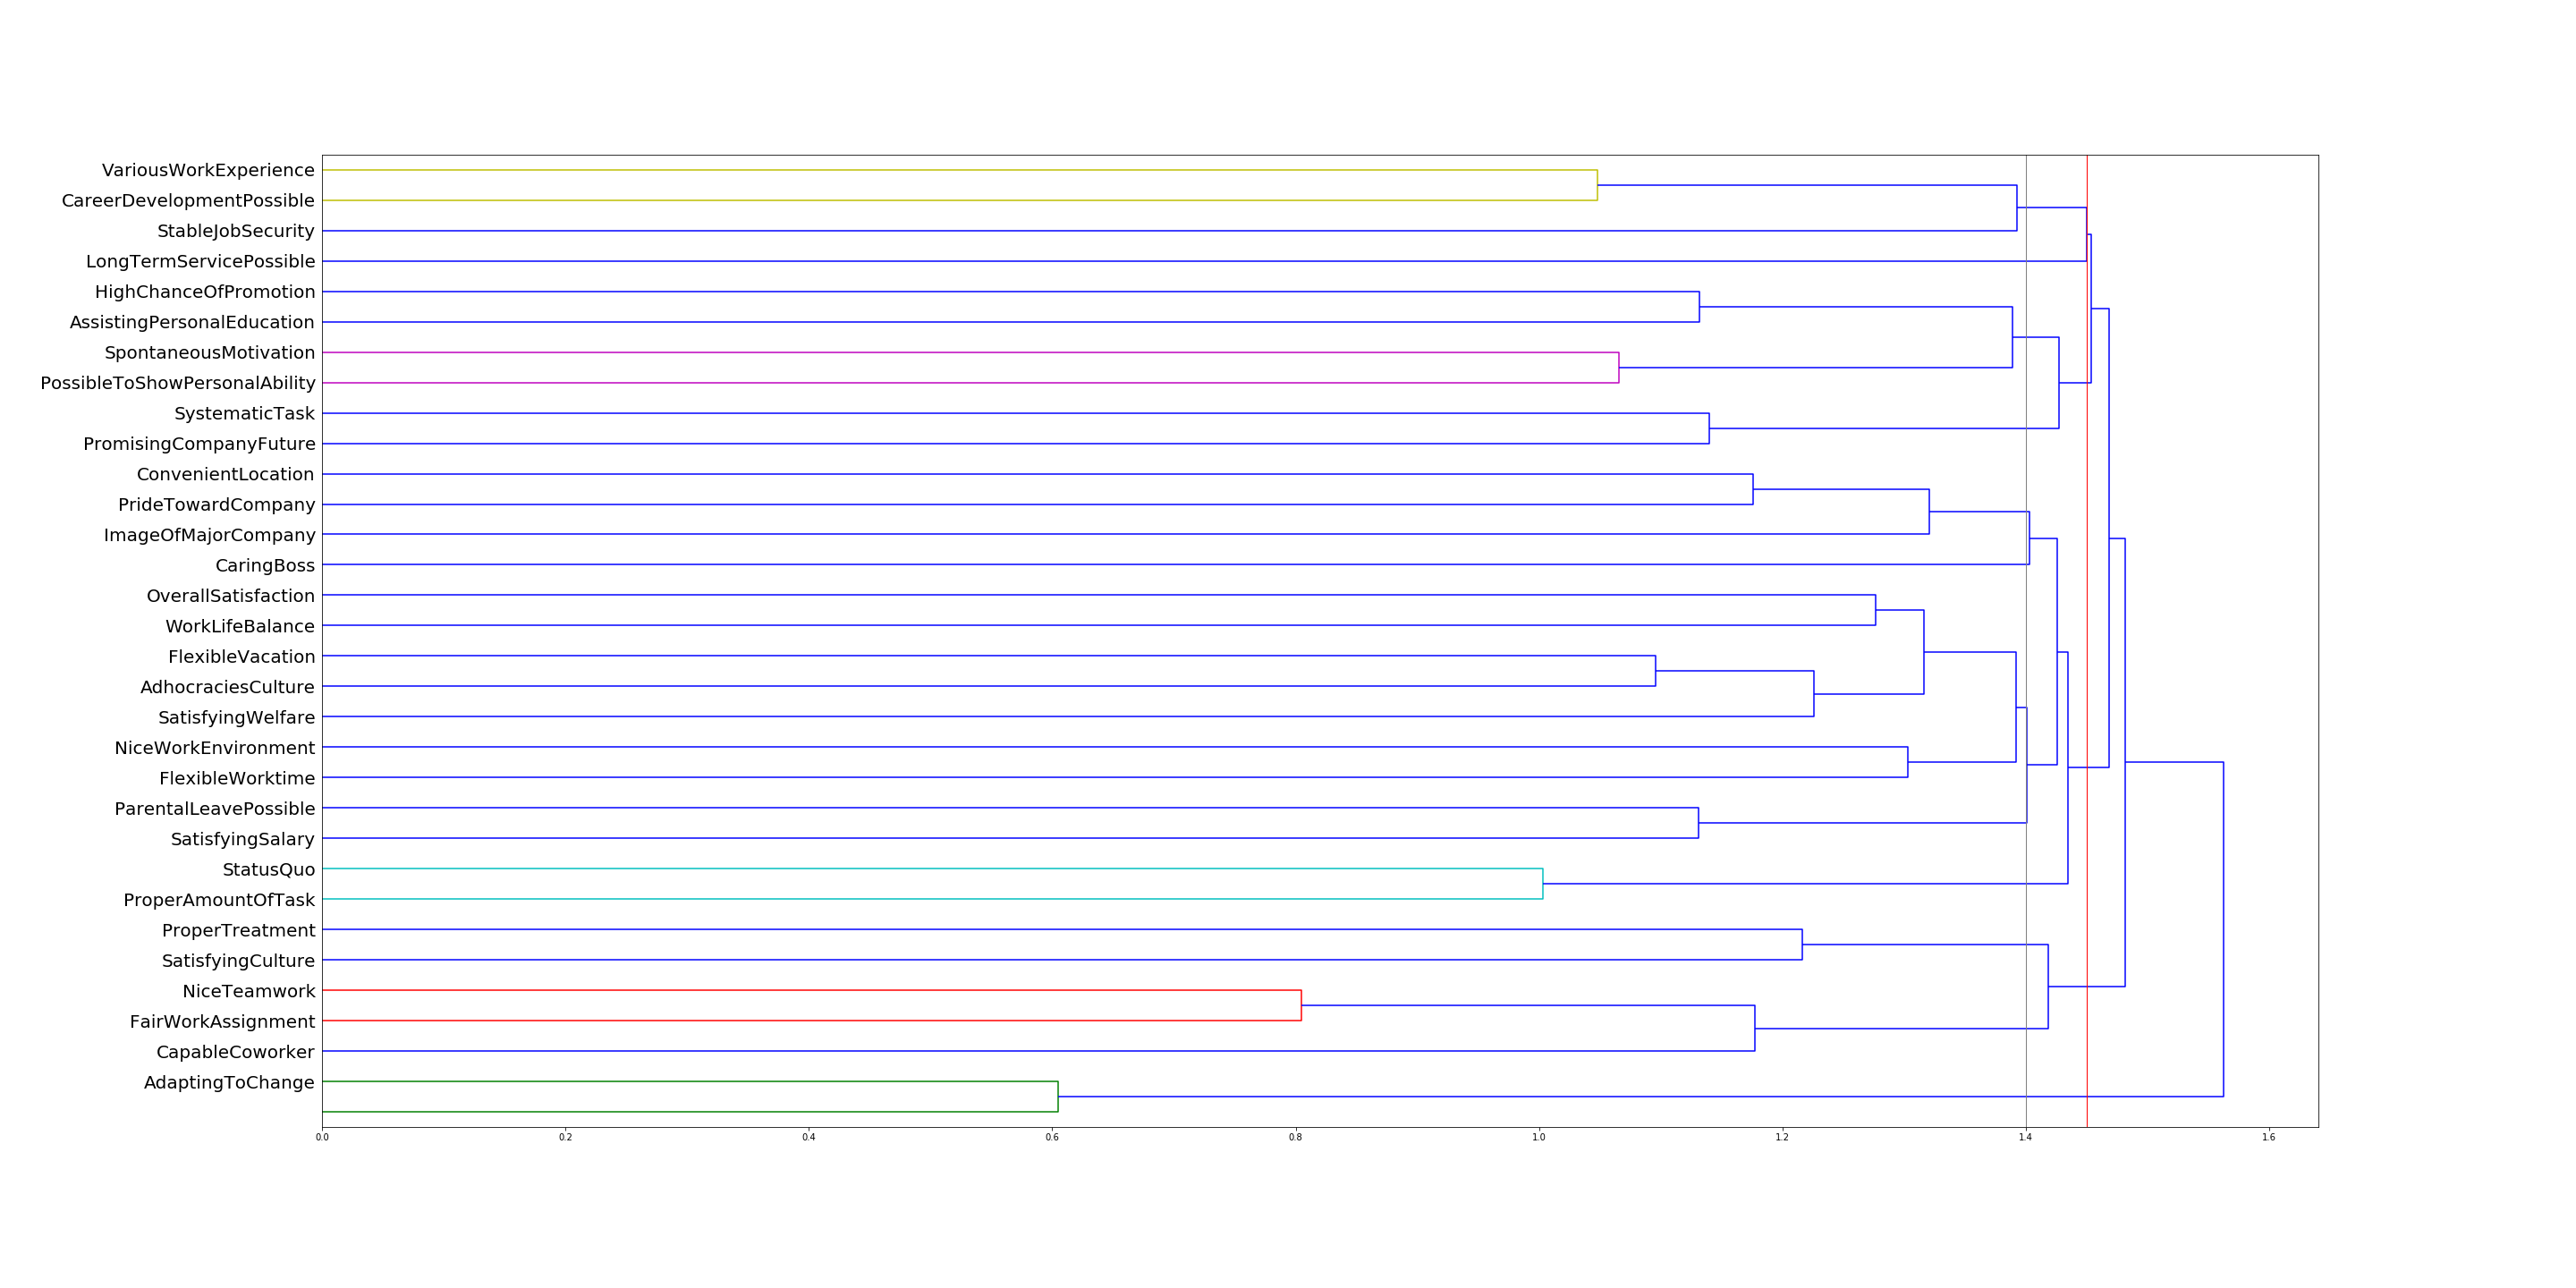 VariousWorkExperience
CareerDevelopmentPossible
StableJobSecurity
LongTermServicePossible
HighChanceOfPromotion
AssistingPersonalEducation
SpontaneousMotivation
PossibleToShowPersonalAbility
SystematicTask
PromisingCompanyFuture
ConvenientLocation
PrideTowardCompany
ImageOfMajorCompany
CaringBoss
OverallSatisfaction
WorkLifeBalance
FlexibleVacation
AdhocraciesCulture
SatisfyingWelfare
NiceWorkEnvironment
FlexibleWorktime
ParentalLeavePossible
SatisfyingSalary
StatusQuo
ProperAmountOfTask
ProperTreatment
SatisfyingCulture
NiceTeamwork
FairWorkAssignment
CapableCoworker
AdaptingToChange
0.0 0.2 0.4 0.6 0.8 1.0 1.2 1.4 1.6